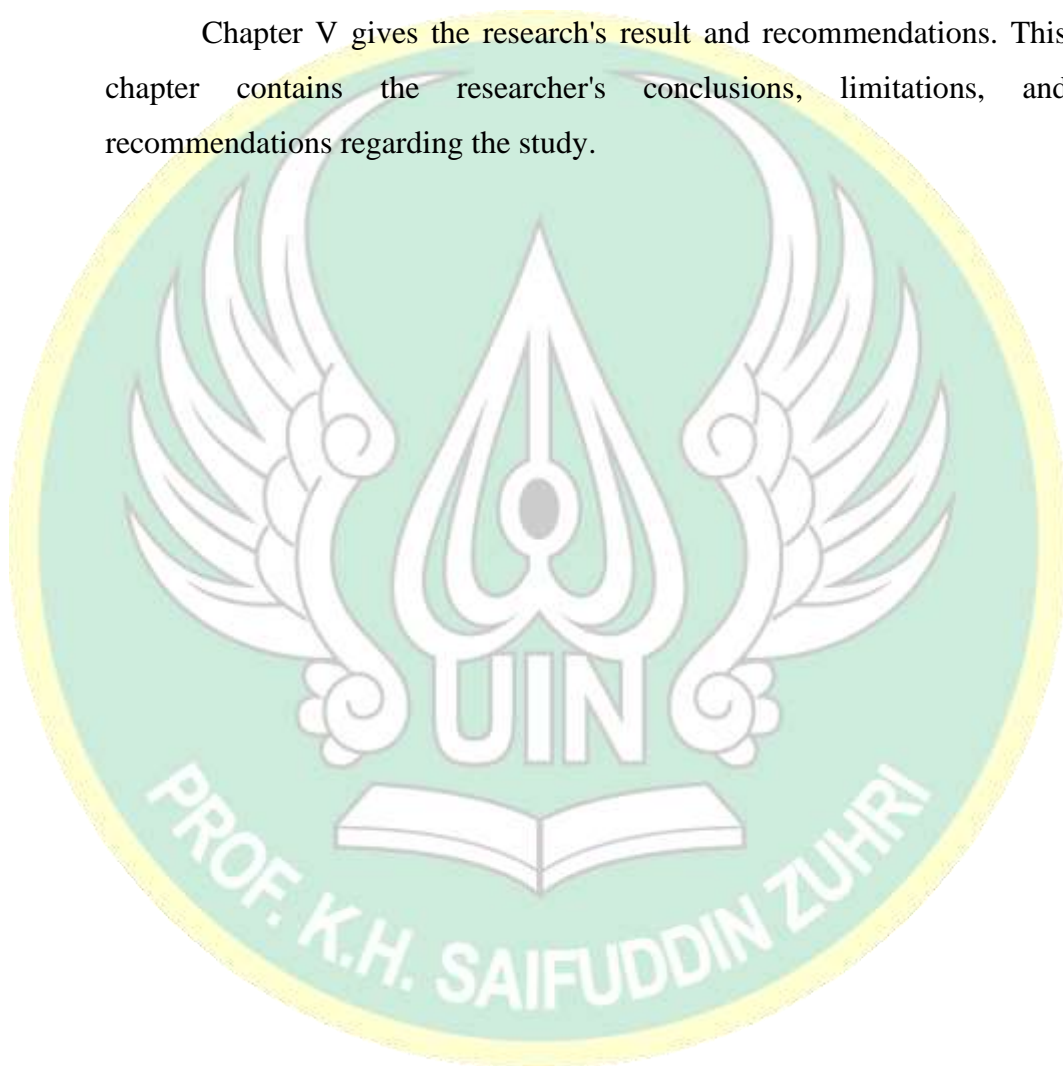 Chapter V gives the research's result and recommendations. This
chapter contains the researcher's conclusions, limitations, and
recommendations regarding the study.
UIN
PROF. K.H. SAIFUDDIN ZUHRI